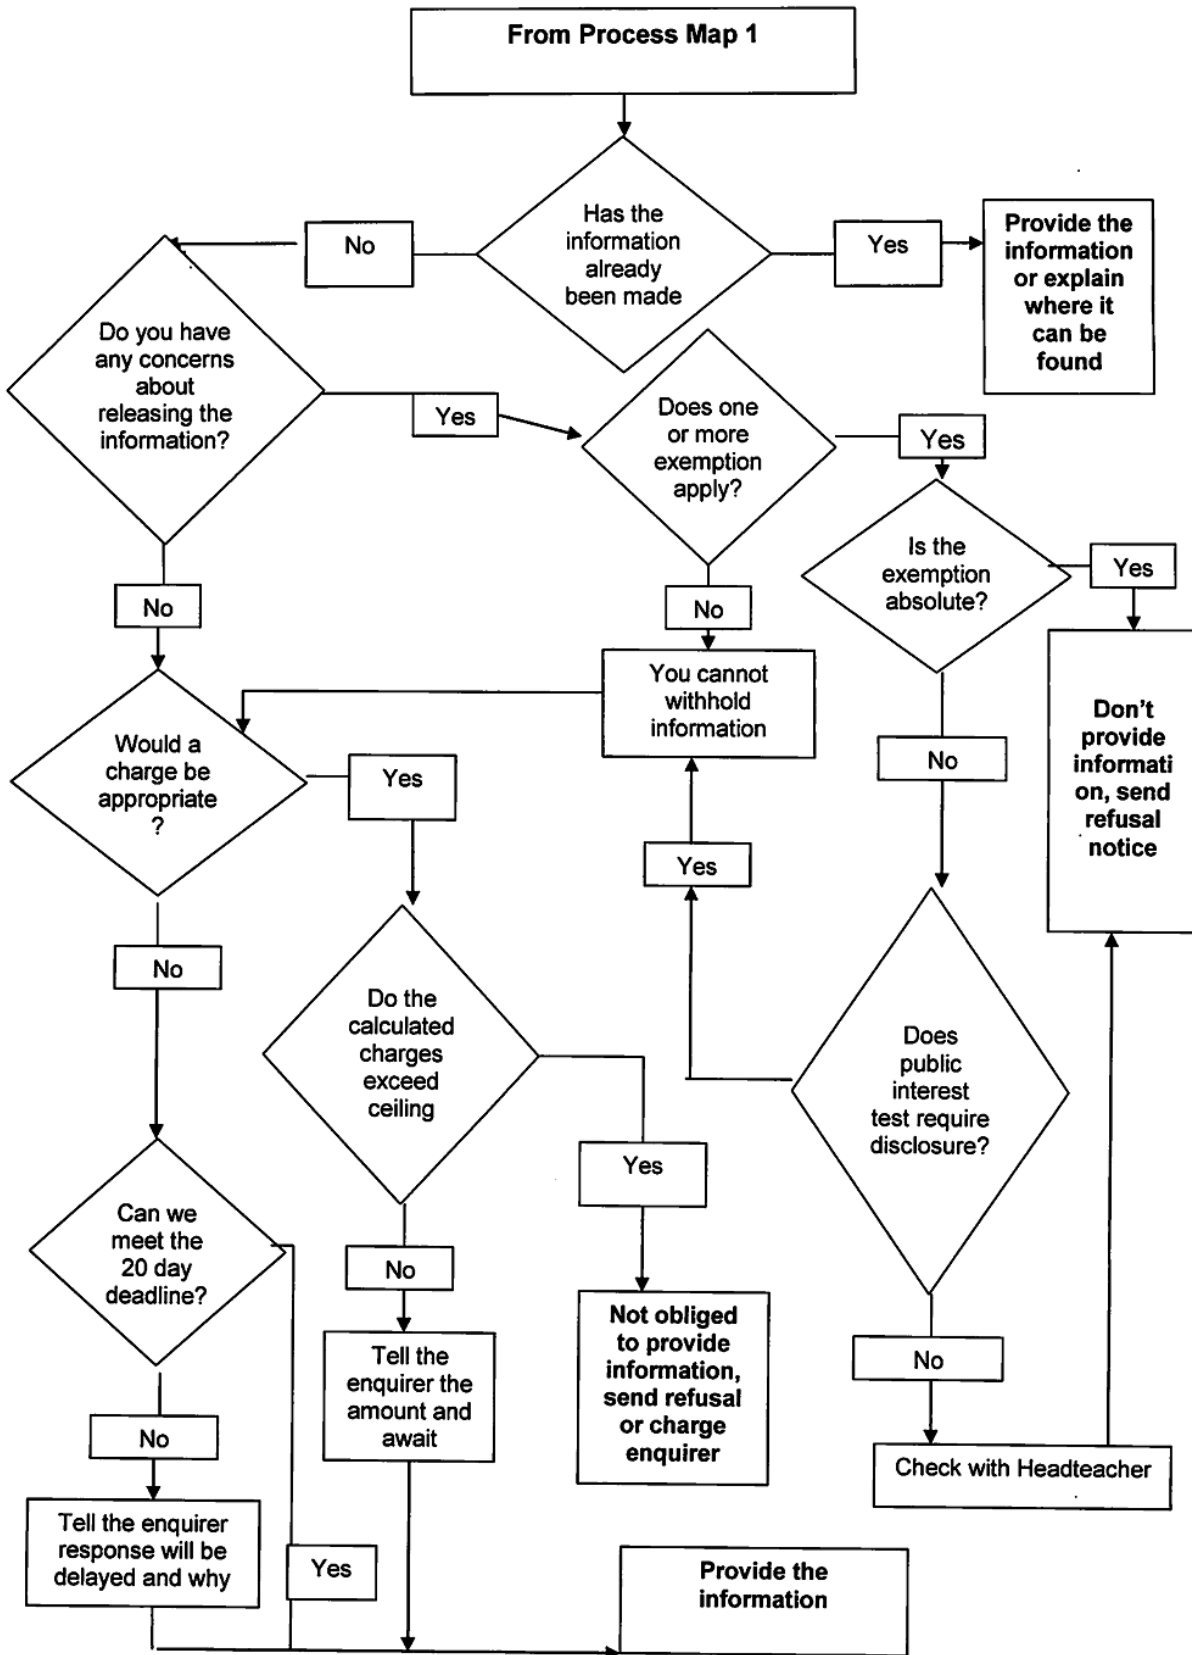 From Process Map 1
Has the
information
already
been made
No
Yes
Provide the
information
or explain
where it
can be
found
Do you have
any concerns
about
releasing the
information?
Yes
Does one
or more
exemption
apply?
Yes
Is the
exemption
absolute?
Yes
No
No
You cannot
withhold
information
No
Don't
provide
informati
on, send
refusal
notice
Would a
charge be
appropriate
?
Yes
Yes
No
Do the
calculated
charges
exceed
ceiling
Does
public
interest
test require
disclosure?
Yes
Can we
meet the
20 day
deadline?
No
Not obliged
to provide
information,
send refusal
or charge
enquirer
No
Tell the
enquirer the
amount and
await
No
Check with Headteacher
Tell the enquirer
response will be
delayed and why
Yes
Provide the
information